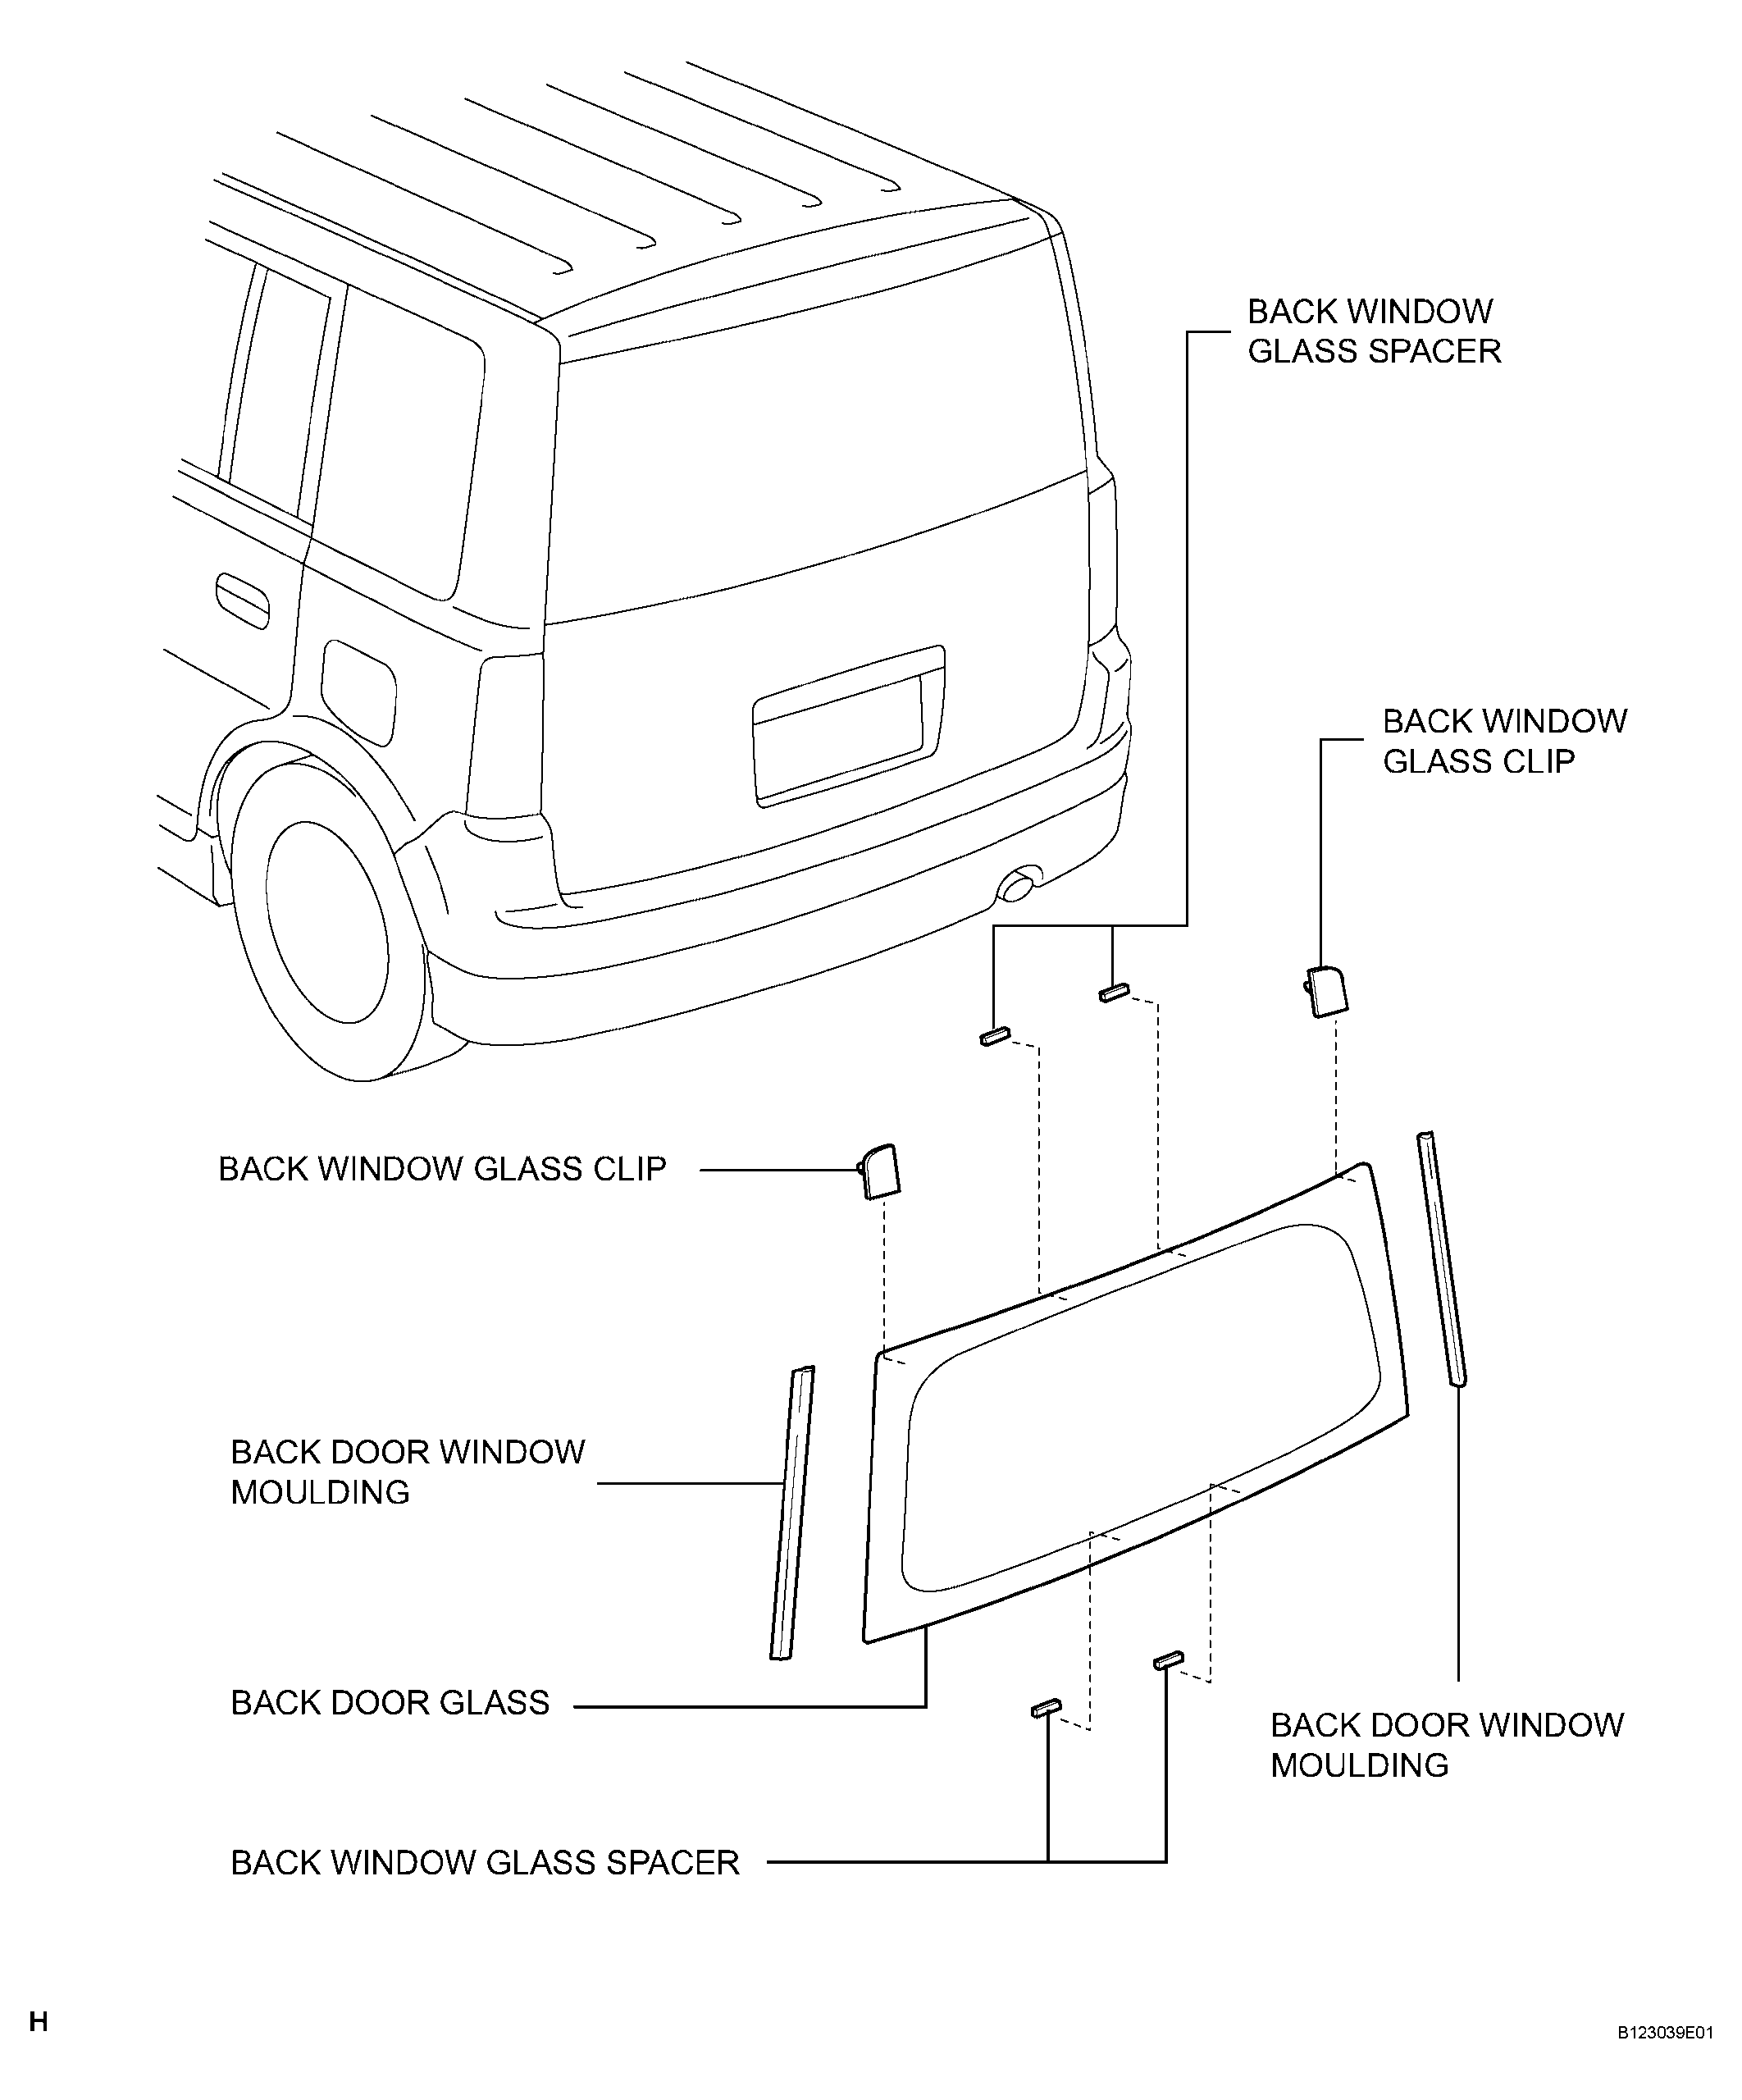 BACK WINDOW
GLASS SPACER
BACK WINDOW
GLASS CLIP
BACK WINDOW GLASS CLIP
BACK DOOR WINDOW
MOULDING
BACK DOOR GLASS
BACK DOOR WINDOW
MOULDING
BACK WINDOW GLASS SPACER
H
B123039E01